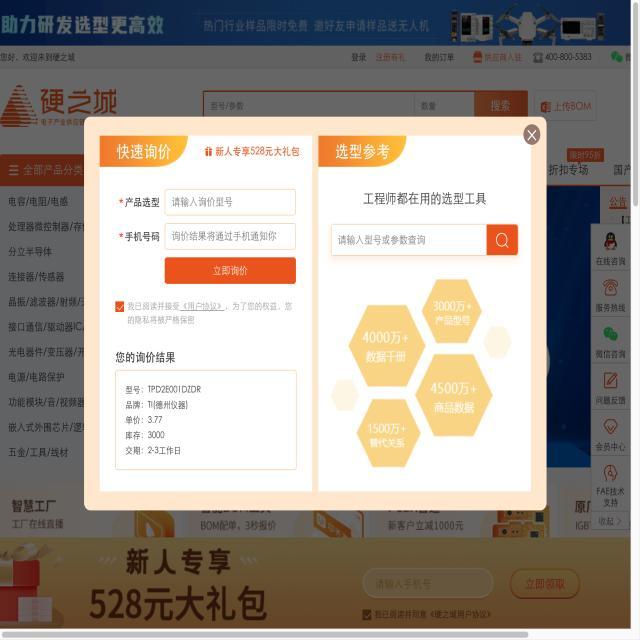 助力研发选型更高效
热门行业样品限时免费 邀好友申请样品送无人机
您好，欢迎来到硬之城
登录 注册有礼 我的订单 供应商入驻 400-800-5383
硬之城
电子产业供应链
型号/参数 数量 搜索 上传BOM
限时95折
全部产品分类
折扣专场
国产
电容/电阻/电感
处理器微控制器/存
分立半导体
连接器/传感器
晶振/滤波器/射频/
接口通信/驱动器IC
光电器件/变压器/
电源/电路保护
功能模块/音/视频器
嵌入式外围芯片/逻
五金/工具/线材
公告
在线咨询
服务热线
微信咨询
问题反馈
会员中心
FAE技术
支持
收起
快速询价
新人专享528元大礼包
*产品选型 请输入询价型号
*手机号码 询价结果将通过手机通知你
立即询价
我已阅读并接受《用户协议》，为了您的权益，您
的隐私将被严格保密
您的询价结果
型号：TPD2E001DZDR
品牌：TI(德州仪器)
单价：3.77
库存：3000
交期：2-3工作日
选型参考
工程师都在用的选型工具
请输入型号或参数查询
3000万+
产品型号
4000万+
数据手册
4500万+
商品数据
1500万+
替代关系
智慧工厂
工厂在线直播
BOM配单，3秒报价
新客户立减1000元
原厂
IGB
新人专享
528元大礼包
请输入手机号
立即领取
我已阅读并同意《硬之城用户协议》